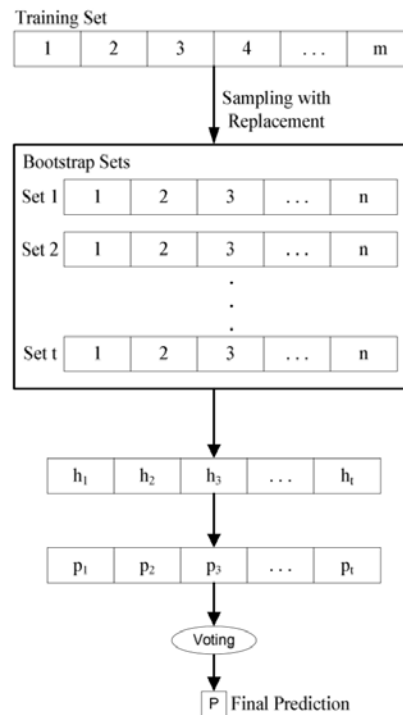 Training Set
1 2 3 4 . . . m
Sampling with
Replacement
Bootstrap Sets
Set 1 1 2 3 . . . n
Set 2 1 2 3 . . . n
.
.
.
Set t 1 2 3 . . . n
h₁ h₂ h₃ . . . hₜ
p₁ p₂ p₃ . . . pₜ
Voting
P Final Prediction